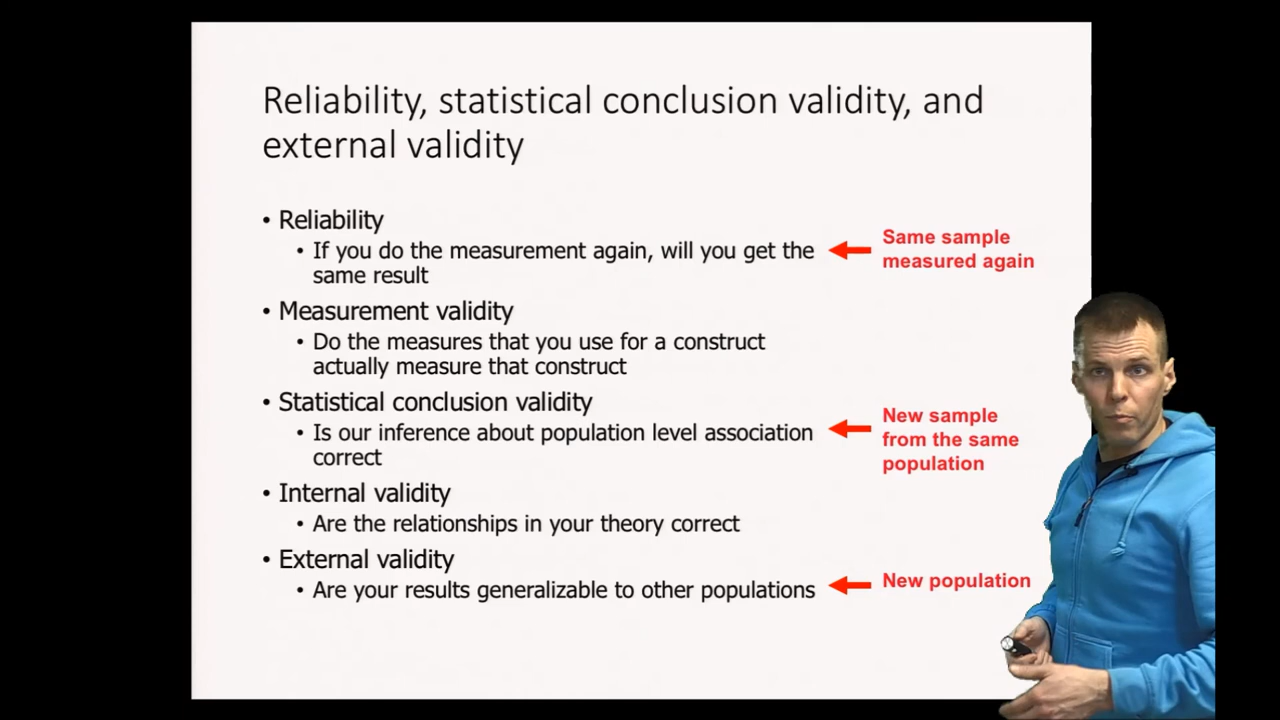 Reliability, statistical conclusion validity, and
external validity
• Reliability
• If you do the measurement again, will you get the
same result
Same sample
measured again
• Measurement validity
• Do the measures that you use for a construct
actually measure that construct
• Statistical conclusion validity
• Is our inference about population level association
correct
New sample
from the same
population
• Internal validity
• Are the relationships in your theory correct
• External validity
• Are your results generalizable to other populations
New population